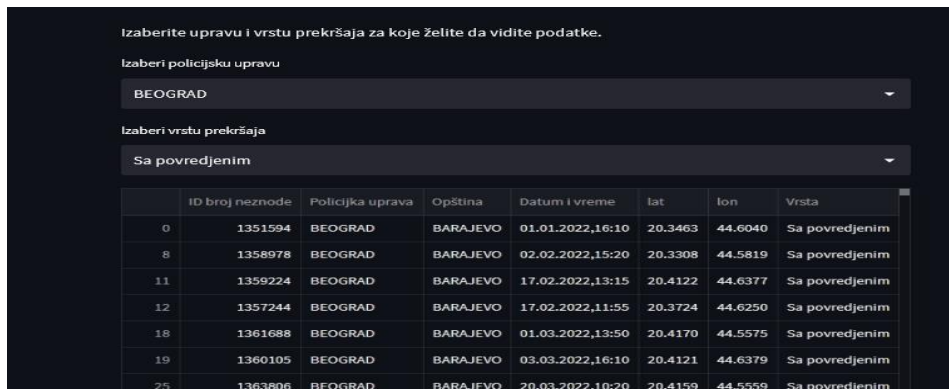 Izaberite upravu i vrstu prekršaja za koje želite da vidite podatke.
Izaberi policijsku upravu
BEOGRAD
Izaberi vrstu prekršaja
Sa povredjenim
ID broj neznode Policijka uprava Opština Datum i vreme lat lon Vrsta
0 1351594 BEOGRAD BARAJEVO 01.01.2022,16:10 20.3463 44.6040 Sa povredjenim
8 1358978 BEOGRAD BARAJEVO 02.02.2022,15:20 20.3308 44.5819 Sa povredjenim
11 1359224 BEOGRAD BARAJEVO 17.02.2022,13:15 20.4122 44.6377 Sa povredjenim
12 1357244 BEOGRAD BARAJEVO 17.02.2022,11:55 20.3724 44.6250 Sa povredjenim
18 1361688 BEOGRAD BARAJEVO 01.03.2022,13:50 20.4170 44.5575 Sa povredjenim
19 1360105 BEOGRAD BARAJEVO 03.03.2022,16:10 20.4121 44.6379 Sa povredjenim
25 1363806 BEOGRAD BARAJEVO 20.03.2022,10:20 20.4159 44.5559 Sa povredjenim